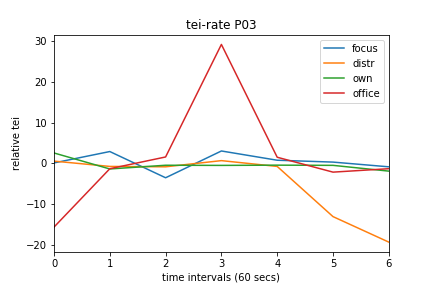 tei-rate P03
30
20
10
0
−10
−20
relative tei
focus
distr
own
office
0 1 2 3 4 5 6
time intervals (60 secs)